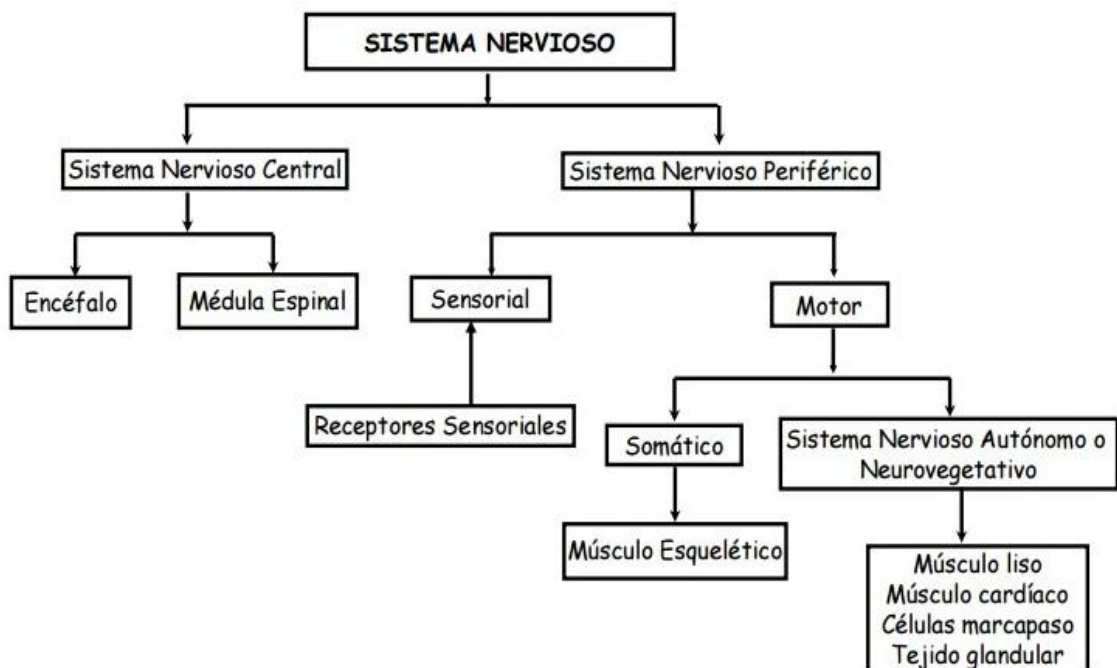 SISTEMA NERVIOSO
Sistema Nervioso Central
Sistema Nervioso Periférico
Encéfalo
Médula Espinal
Sensorial
Motor
Receptores Sensoriales
Somático
Sistema Nervioso Autónomo o
Neurovegetativo
Músculo Esquelético
Músculo liso
Músculo cardíaco
Células marcapaso
Tejido glandular